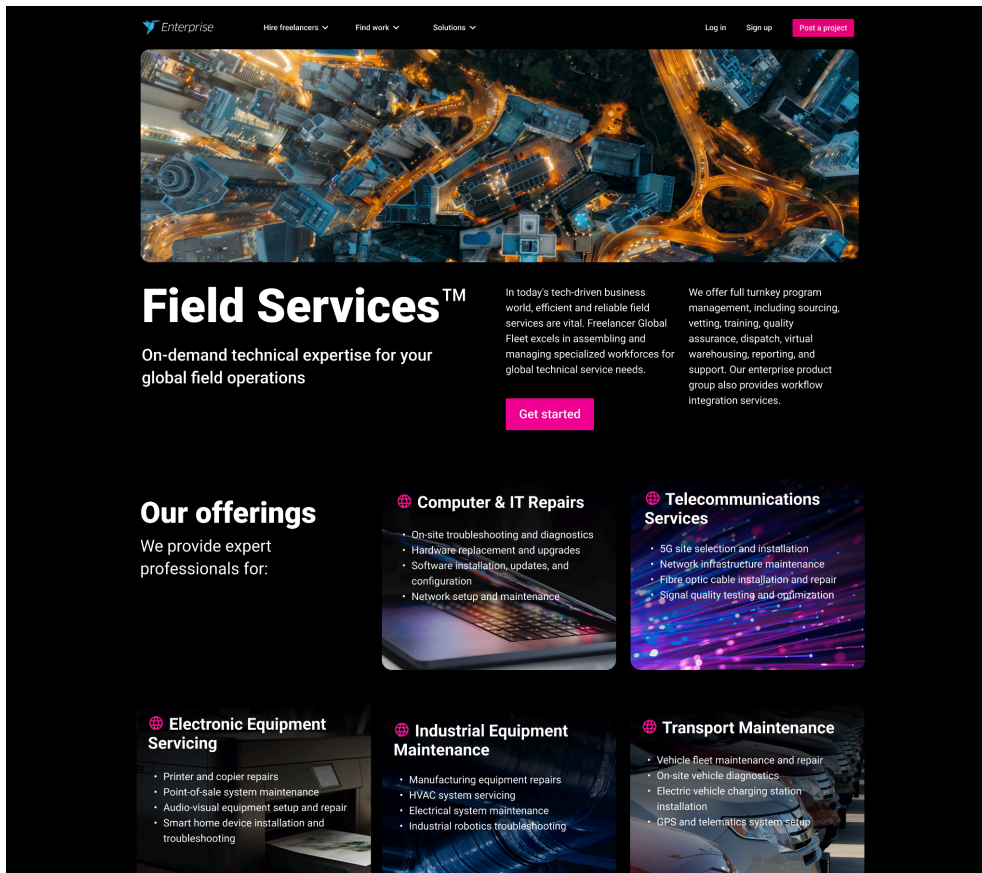 Enterprise
Hire freelancers
Find work
Solutions
Log in
Sign up
Post a project
Field Services™
On-demand technical expertise for your
global field operations
In today's tech-driven business
world, efficient and reliable field
services are vital. Freelancer Global
Fleet excels in assembling and
managing specialized workforces for
global technical service needs.
Get started
We offer full turnkey program
management, including sourcing,
vetting, training, quality
assurance, dispatch, virtual
warehousing, reporting, and
support. Our enterprise product
group also provides workflow
integration services.
Our offerings
We provide expert
professionals for:
Computer & IT Repairs
• On-site troubleshooting and diagnostics
• Hardware replacement and upgrades
• Software installation, updates, and
configuration
• Network setup and maintenance
Telecommunications
Services
• 5G site selection and installation
• Network infrastructure maintenance
• Fibre optic cable installation and repair
• Signal quality testing and optimization
Electronic Equipment
Servicing
• Printer and copier repairs
• Point-of-sale system maintenance
• Audio-visual equipment setup and repair
• Smart home device installation and
troubleshooting
Industrial Equipment
Maintenance
• Manufacturing equipment repairs
• HVAC system servicing
• Electrical system maintenance
• Industrial robotics troubleshooting
Transport Maintenance
• Vehicle fleet maintenance and repair
• On-site vehicle diagnostics
• Electric vehicle charging station
installation
• GPS and telematics system setup